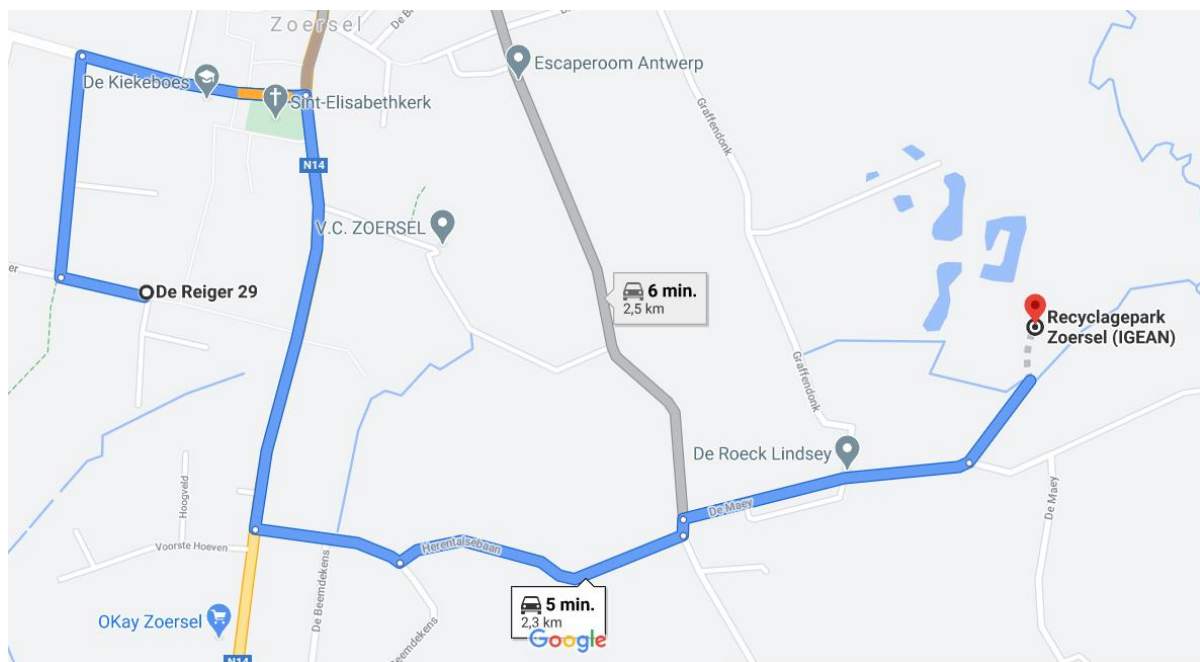 Zoersel
De B
De Kiekeboes
Sint-Elisabethkerk
Escaperoom Antwerp
Graffendonk
N14
V.C. ZOERSEL
er
De Reiger 29
6 min.
2,5 km
Recyclagepark
Zoersel (IGEAN)
Graffendonk
De Roeck Lindsey
De Maey
De Maey
Hoogveld
Voorste Hoeven
Herentalsebaan
De Beemdekens
5 min.
2,3 km
Google
OKay Zoersel
Beemdekens
N14